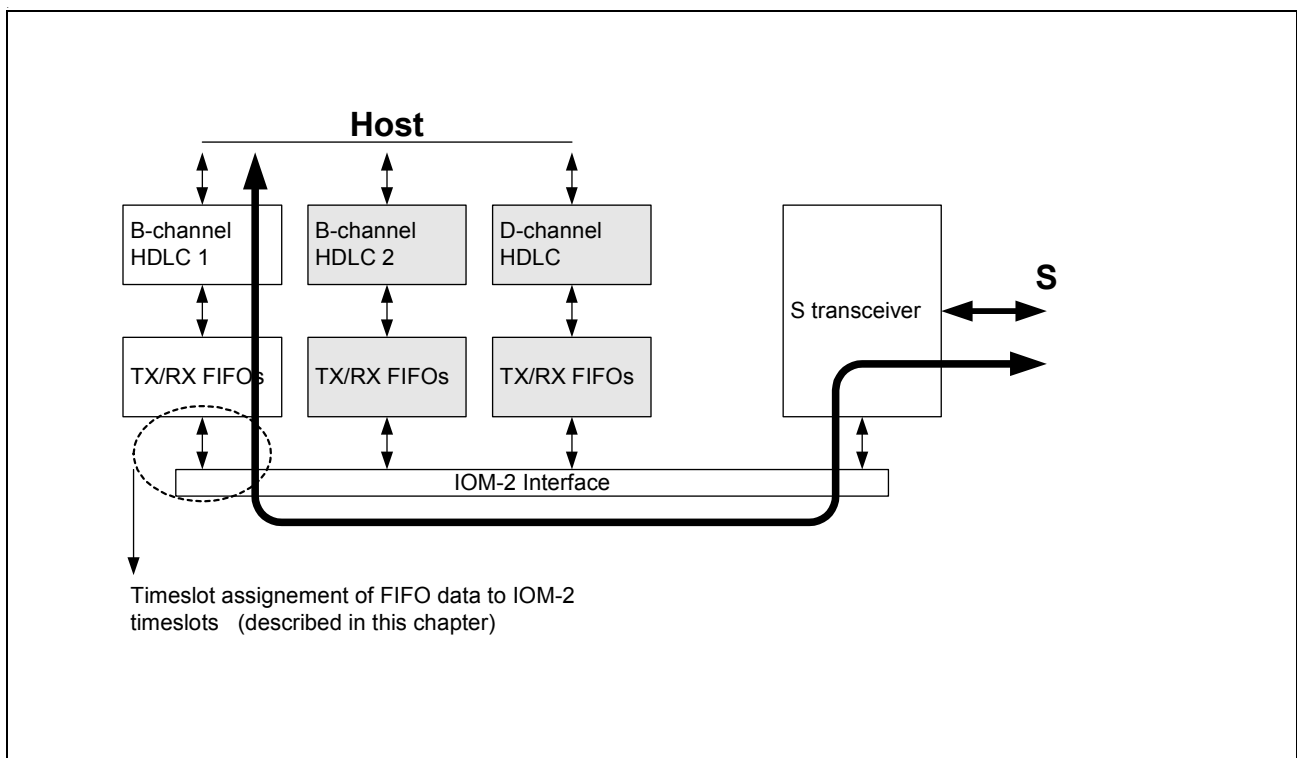 Host
B-channel
HDLC 1
B-channel
HDLC 2
D-channel
HDLC
S transceiver
S
TX/RX FIFOs
TX/RX FIFOs
TX/RX FIFOs
IOM-2 Interface
Timeslot assignement of FIFO data to IOM-2
timeslots (described in this chapter)